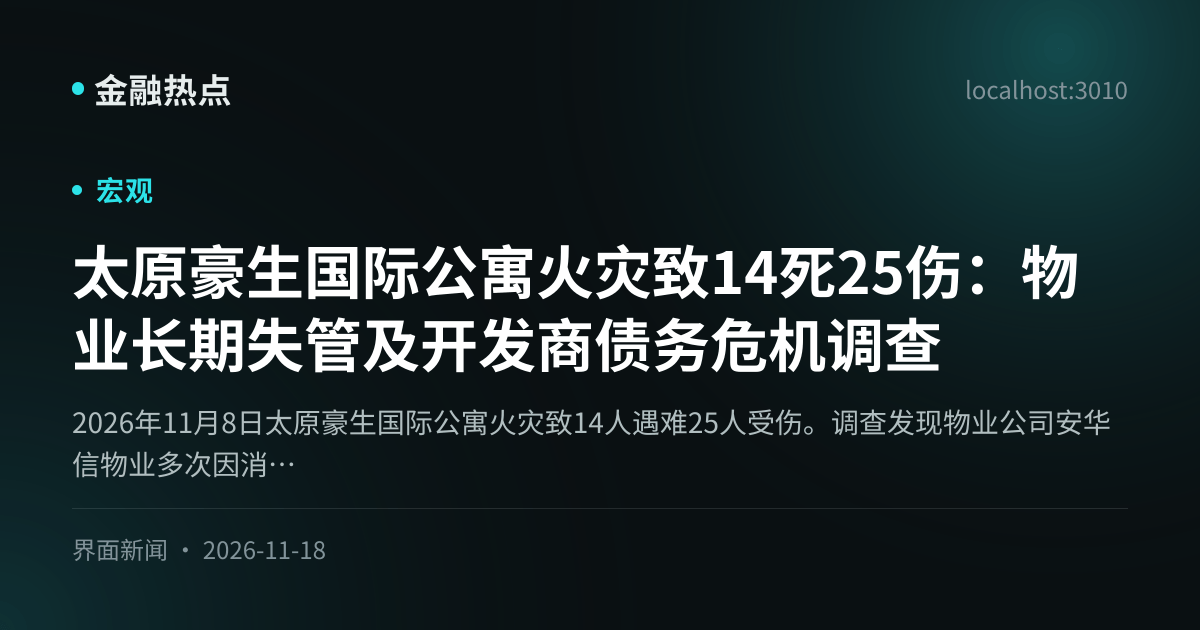 金融热点
localhost:3010
宏观
太原豪生国际公寓火灾致14死25伤：物
业长期失管及开发商债务危机调查
2026年11月8日太原豪生国际公寓火灾致14人遇难25人受伤。调查发现物业公司安华
信物业多次因消…
界面新闻 • 2026-11-18